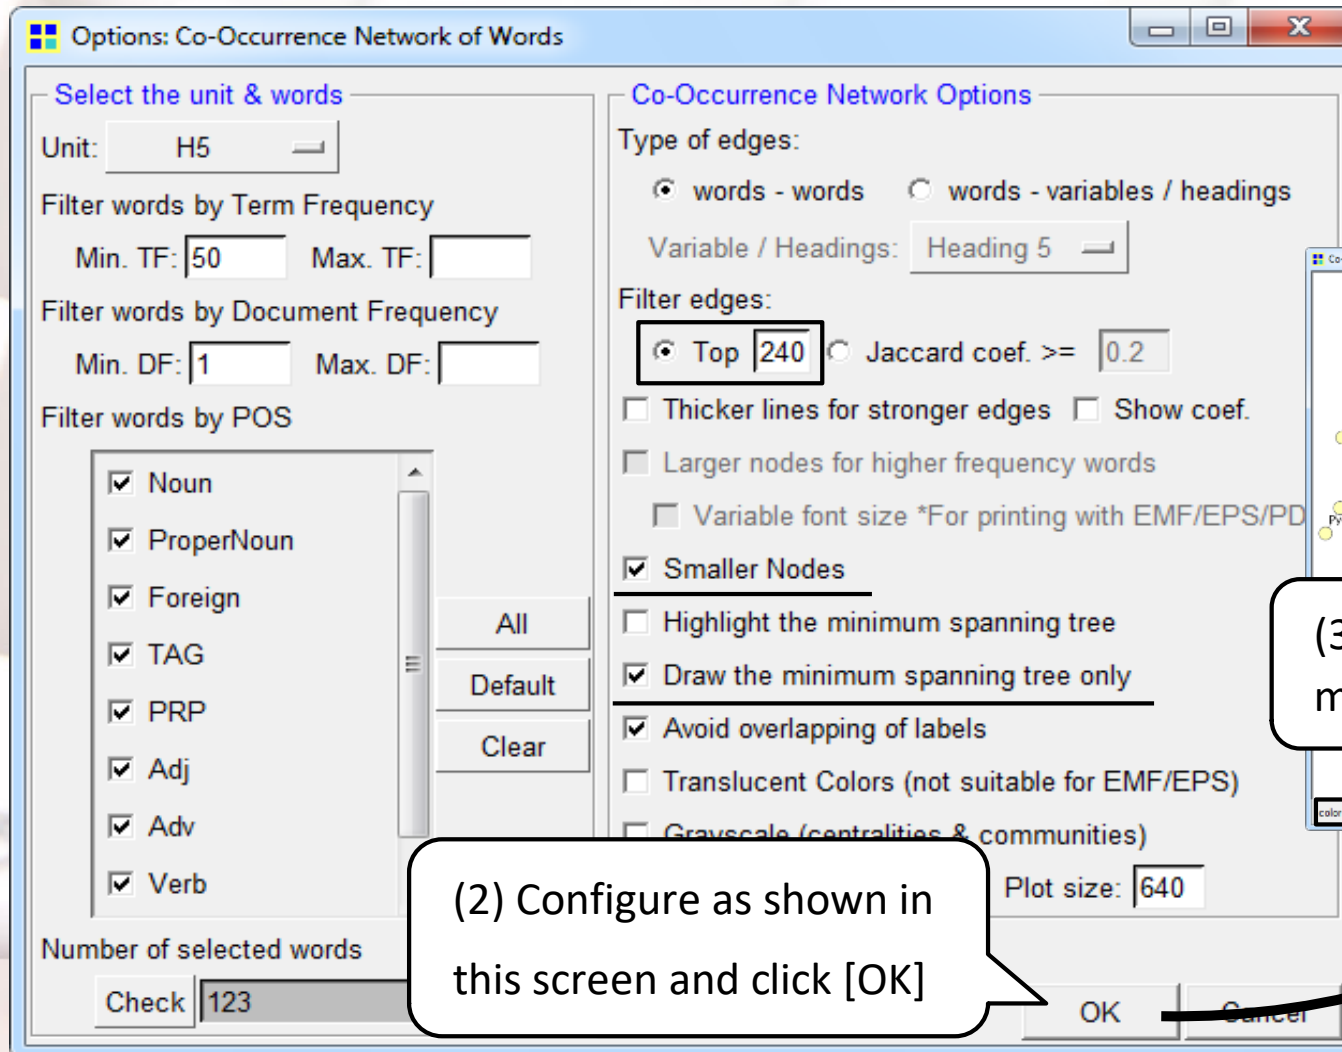 Options: Co-Occurrence Network of Words
Select the unit & words
Unit: H5
Filter words by Term Frequency
Min. TF: 50 Max. TF:
Filter words by Document Frequency
Min. DF: 1 Max. DF:
Filter words by POS
Noun
ProperNoun
Foreign
TAG
PRP
Adj
Adv
Verb
All
Default
Clear
Number of selected words
Check 123
Co-Occurrence Network Options
Type of edges:
words - words words - variables / headings
Variable / Headings: Heading 5
Filter edges:
Top 240 Jaccard coef. >= 0.2
Thicker lines for stronger edges Show coef.
Larger nodes for higher frequency words
Variable font size *For printing with EMF/EPS/PD
Smaller Nodes
Highlight the minimum spanning tree
Draw the minimum spanning tree only
Avoid overlapping of labels
Translucent Colors (not suitable for EMF/EPS)
Grayscale (centralities & communities)
Plot size: 640
OK Cancel
(2) Configure as shown in
this screen and click [OK]
(3
m
Co-
color